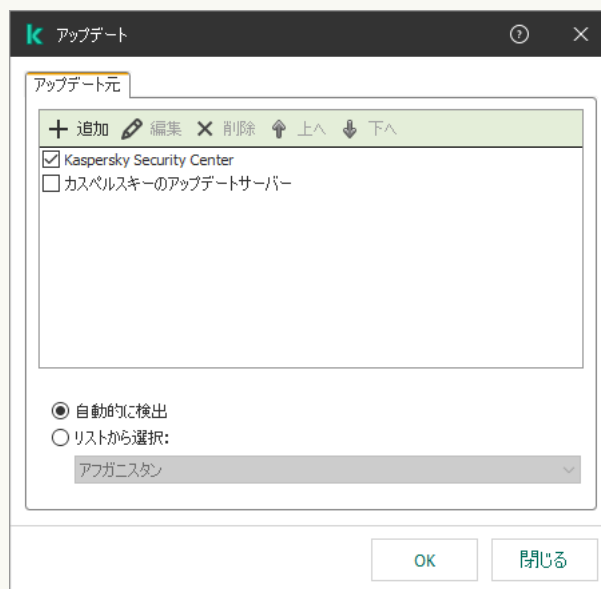 アップデート
アップデート元
追加 編集 削除 上へ 下へ
Kaspersky Security Center
カスペルスキーのアップデートサーバー
自動的に検出
リストから選択:
アフガニスタン
OK 閉じる